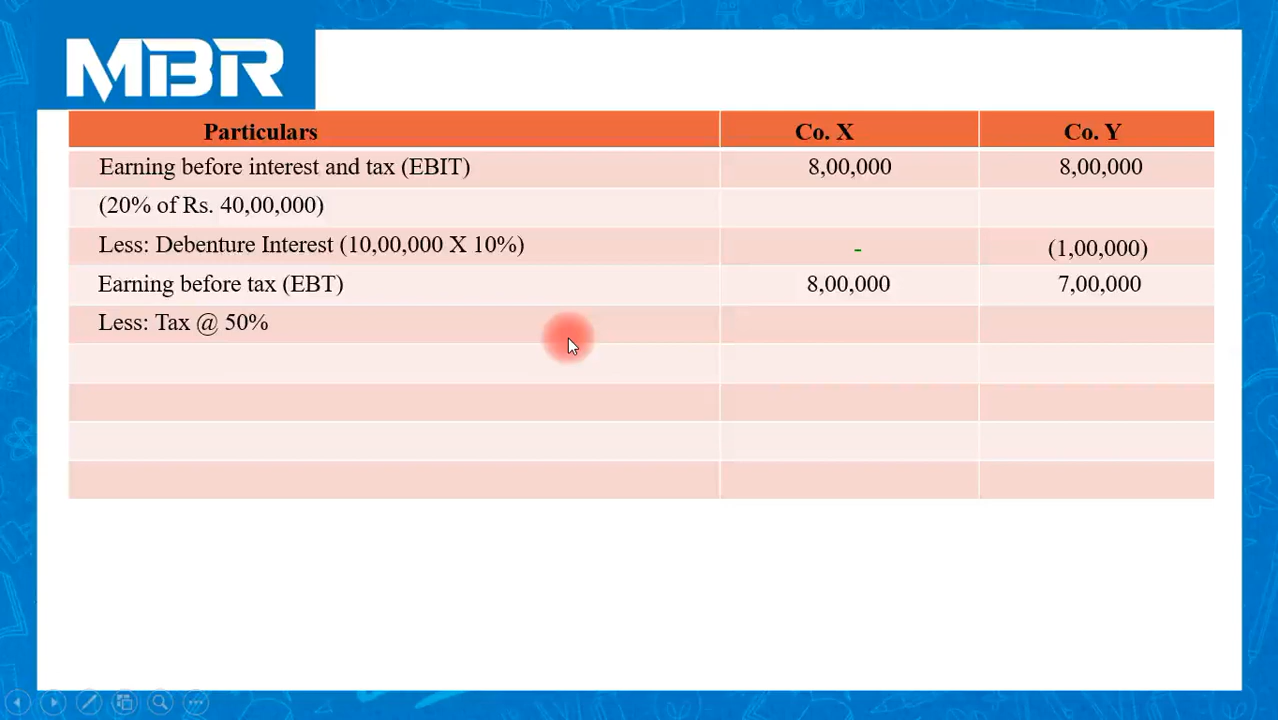 MBR
Particulars Co. X Co. Y
Earning before interest and tax (EBIT) 8,00,000 8,00,000
(20% of Rs. 40,00,000)
Less: Debenture Interest (10,00,000 X 10%) - (1,00,000)
Earning before tax (EBT) 8,00,000 7,00,000
Less: Tax @ 50%